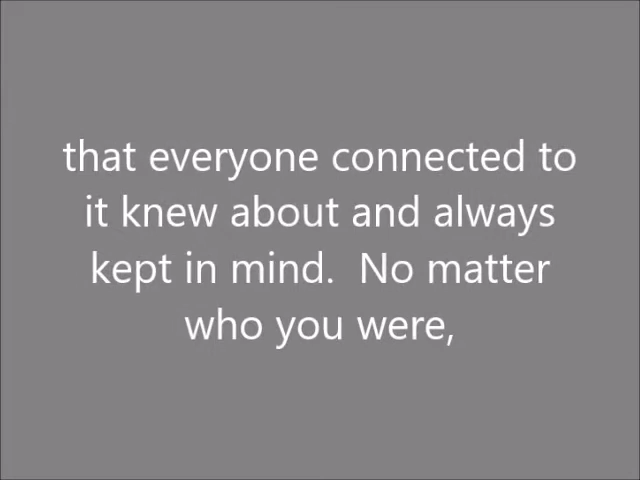 that everyone connected to
it knew about and always
kept in mind.  No matter
who you were,